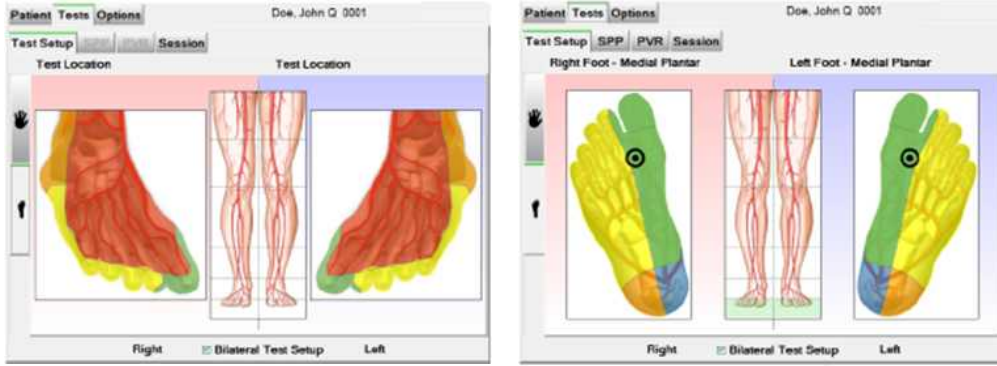 Patient Tests Options
Doe, John Q 0001
Test Setup SPP PVR Session
Test Location Test Location
Right Bilateral Test Setup Left
Patient Tests Options
Doe, John Q 0001
Test Setup SPP PVR Session
Right Foot - Medial Plantar Left Foot - Medial Plantar
Right Bilateral Test Setup Left